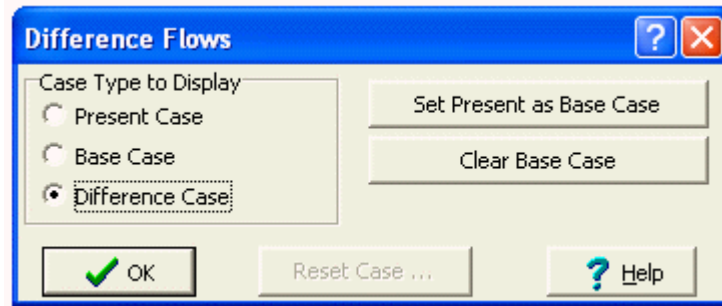 Difference Flows
Case Type to Display
Present Case
Base Case
Difference Case
Set Present as Base Case
Clear Base Case
OK
Reset Case ...
Help